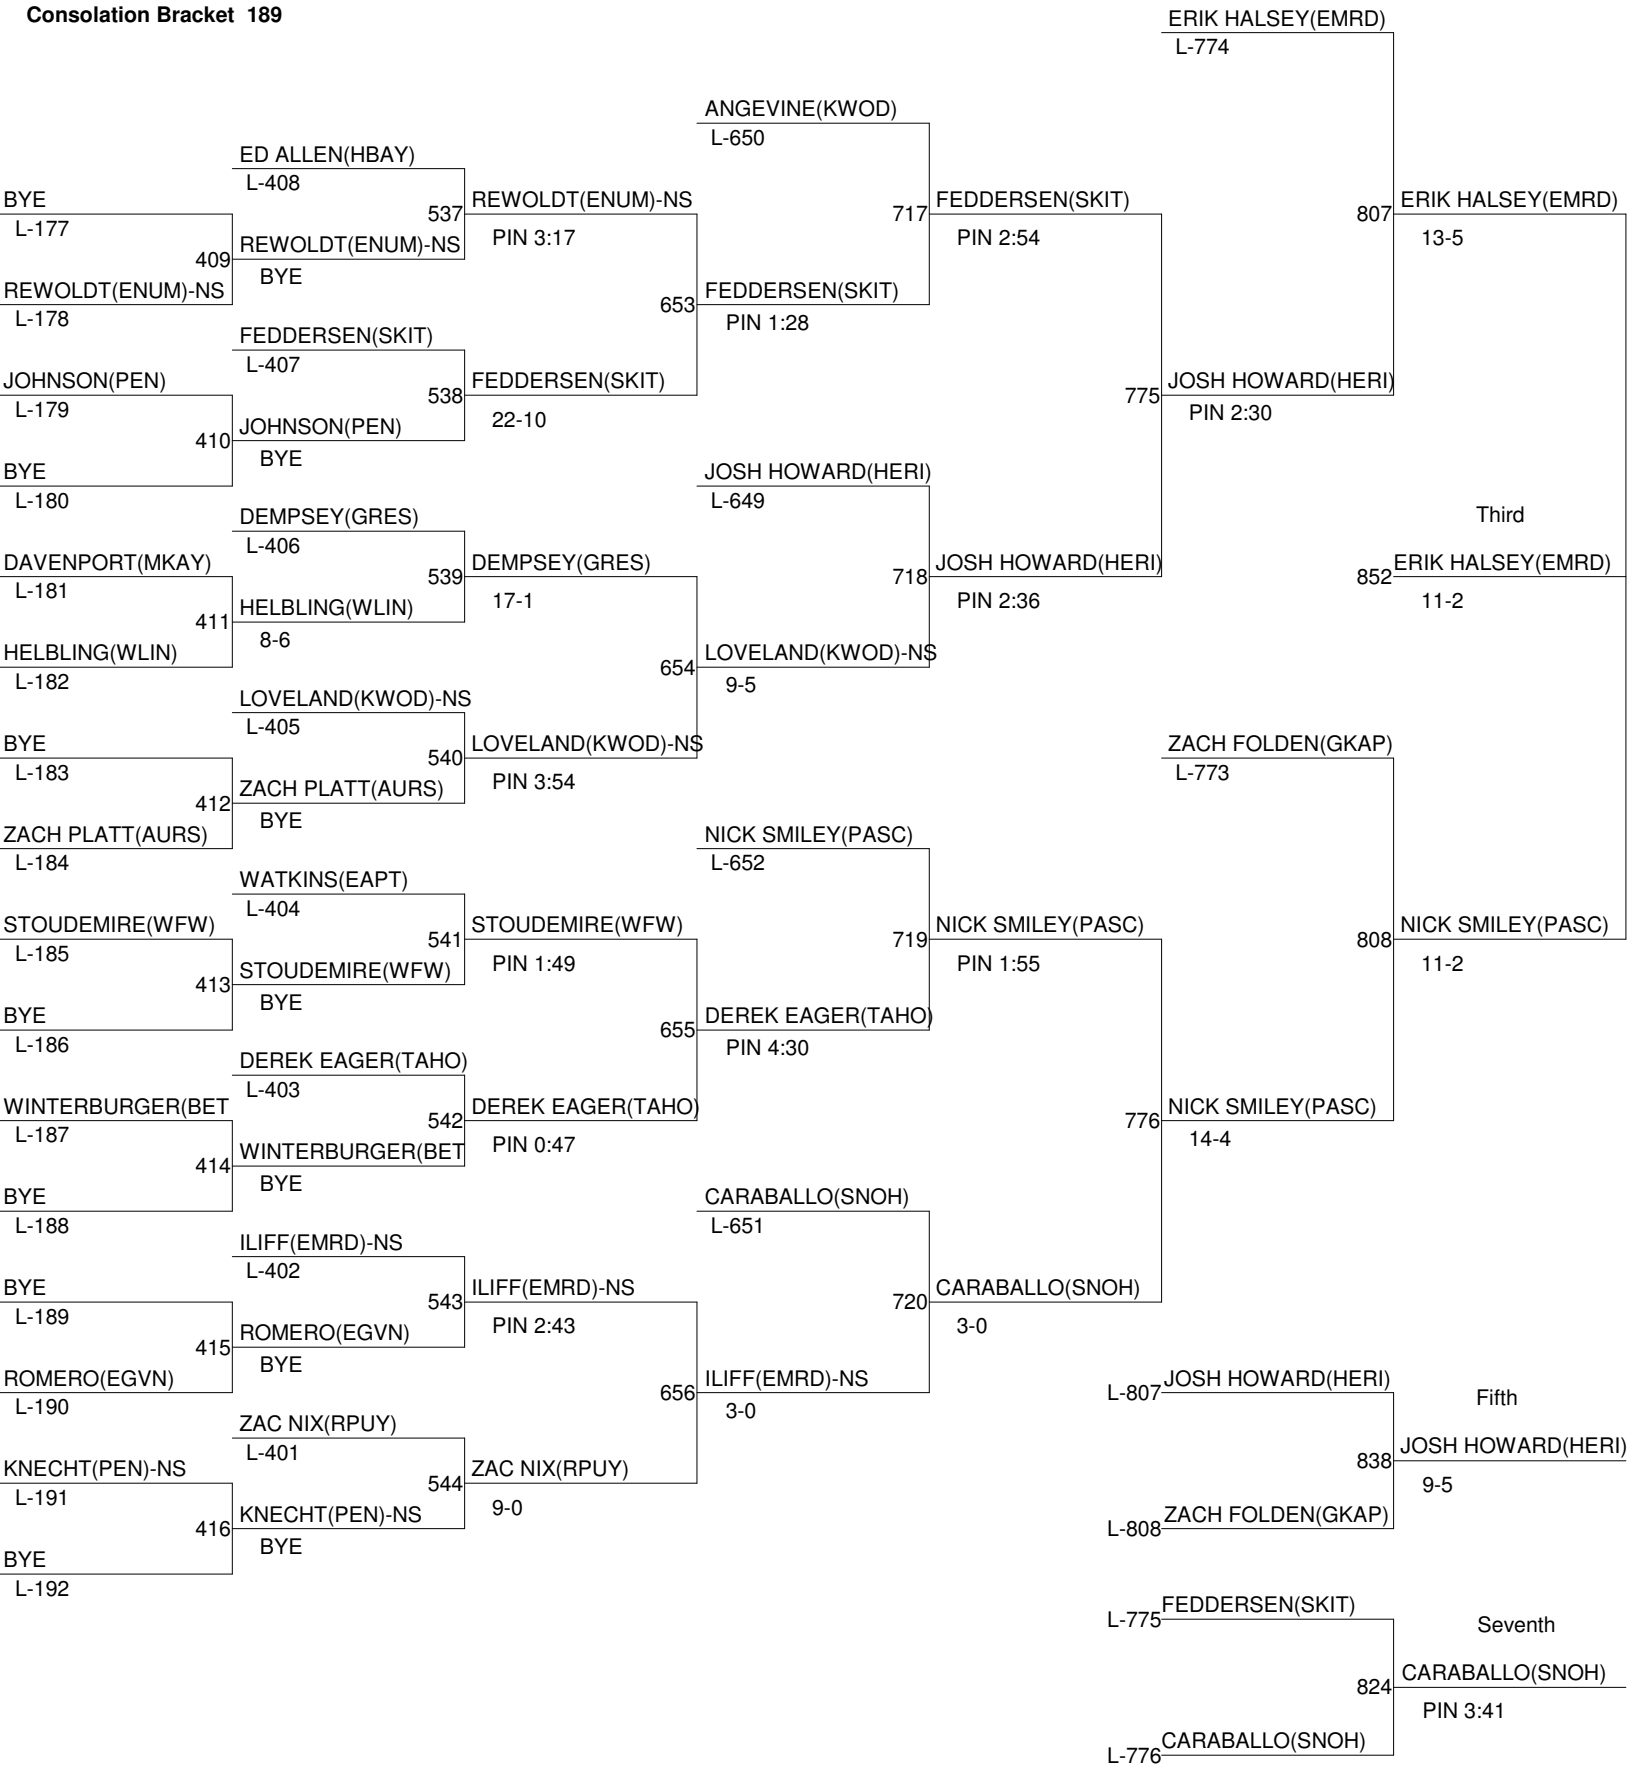 Consolation Bracket 189
BYE
L-177
REWOLDT(ENUM)-NS
L-178
JOHNSON(PEN)
L-179
BYE
L-180
DAVENPORT(MKAY)
L-181
HELBLING(WLIN)
L-182
BYE
L-183
ZACH PLATT(AURS)
L-184
STOUDEMIRE(WFW)
L-185
BYE
L-186
WINTERBURGER(BET
L-187
BYE
L-188
BYE
L-189
ROMERO(EGVN)
L-190
KNECHT(PEN)-NS
L-191
BYE
L-192
ED ALLEN(HBAY)
L-408
409
REWOLDT(ENUM)-NS
BYE
FEDDERSEN(SKIT)
L-407
410
JOHNSON(PEN)
BYE
DEMPSEY(GRES)
L-406
411
HELBLING(WLIN)
8-6
LOVELAND(KWOD)-NS
L-405
412
ZACH PLATT(AURS)
BYE
WATKINS(EAPT)
L-404
413
STOUDEMIRE(WFW)
BYE
DEREK EAGER(TAHO)
L-403
414
WINTERBURGER(BET
BYE
ILIFF(EMRD)-NS
L-402
415
ROMERO(EGVN)
BYE
ZAC NIX(RPUY)
L-401
416
KNECHT(PEN)-NS
BYE
537
REWOLDT(ENUM)-NS
PIN 3:17
538
FEDDERSEN(SKIT)
22-10
539
DEMPSEY(GRES)
17-1
540
LOVELAND(KWOD)-NS
PIN 3:54
541
STOUDEMIRE(WFW)
PIN 1:49
542
DEREK EAGER(TAHO)
PIN 0:47
543
ILIFF(EMRD)-NS
PIN 2:43
544
ZAC NIX(RPUY)
9-0
ANGEVINE(KWOD)
L-650
653
FEDDERSEN(SKIT)
PIN 1:28
JOSH HOWARD(HERI)
L-649
654
LOVELAND(KWOD)-NS
9-5
NICK SMILEY(PASC)
L-652
655
DEREK EAGER(TAHO)
PIN 4:30
CARABALLO(SNOH)
L-651
656
ILIFF(EMRD)-NS
3-0
717
FEDDERSEN(SKIT)
PIN 2:54
718
JOSH HOWARD(HERI)
PIN 2:36
719
NICK SMILEY(PASC)
PIN 1:55
720
CARABALLO(SNOH)
3-0
ERIK HALSEY(EMRD)
L-774
775
JOSH HOWARD(HERI)
PIN 2:30
ZACH FOLDEN(GKAP)
L-773
776
NICK SMILEY(PASC)
14-4
807
ERIK HALSEY(EMRD)
13-5
Third
852
ERIK HALSEY(EMRD)
11-2
808
NICK SMILEY(PASC)
11-2
L-807
JOSH HOWARD(HERI)
Fifth
838
JOSH HOWARD(HERI)
9-5
L-808
ZACH FOLDEN(GKAP)
L-775
FEDDERSEN(SKIT)
Seventh
824
CARABALLO(SNOH)
PIN 3:41
L-776
CARABALLO(SNOH)